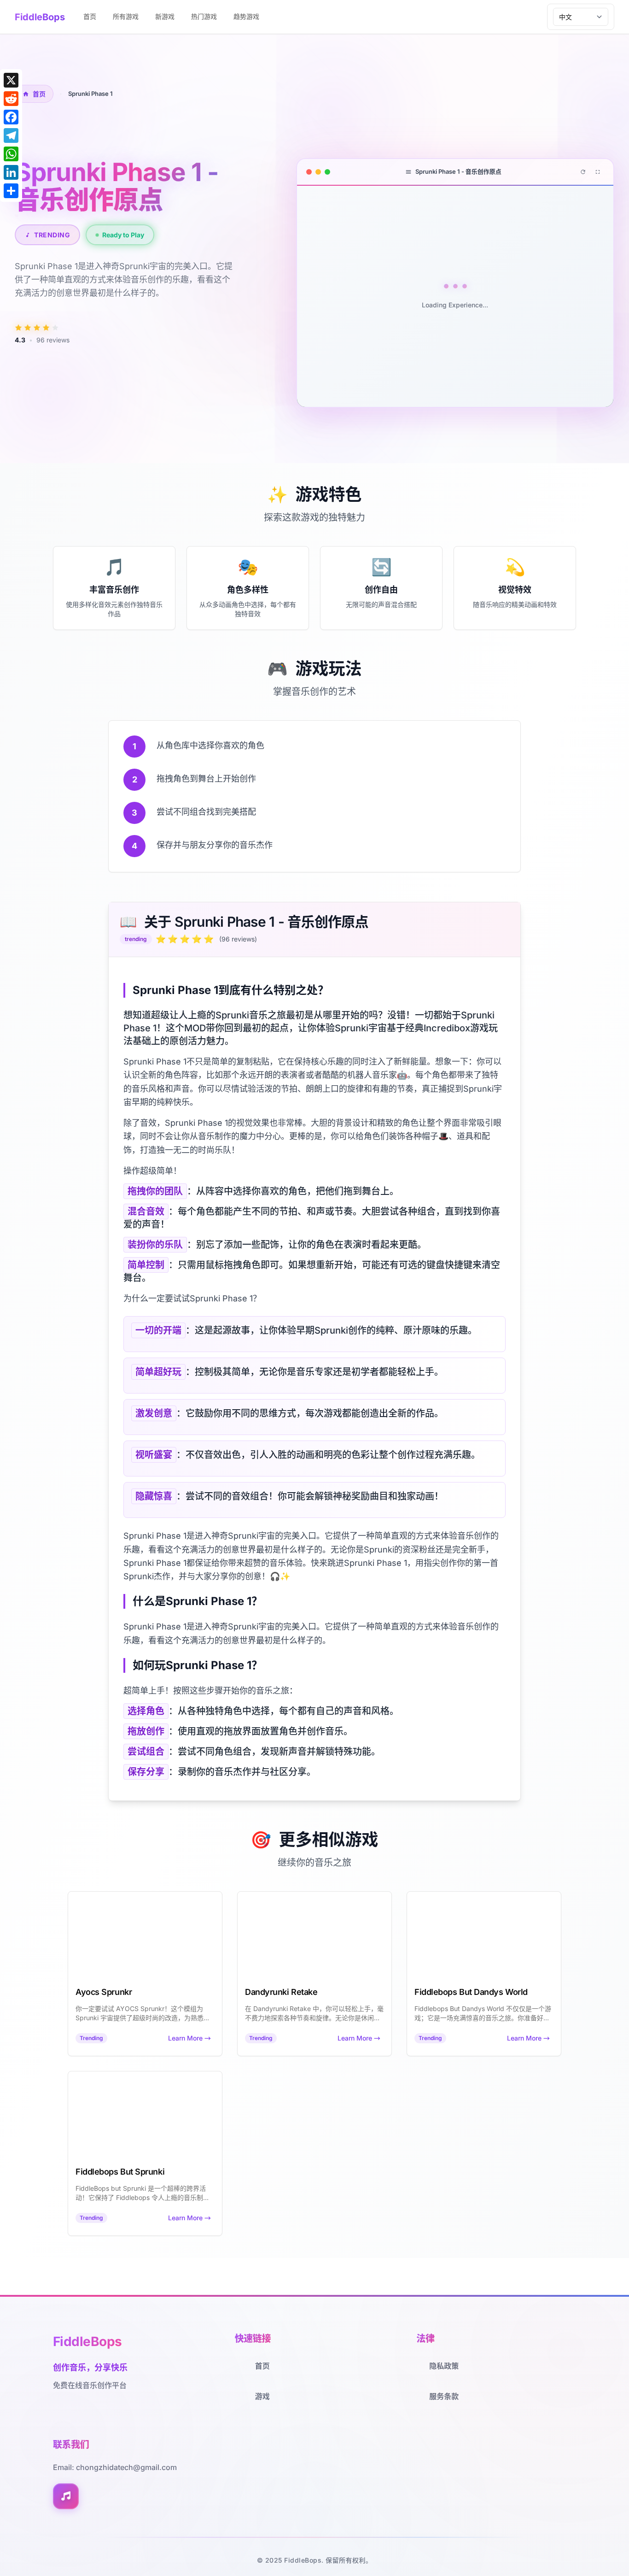 FiddleBops
首页
所有游戏
新游戏
热门游戏
趋势游戏
中文
首页
Sprunki Phase 1
Sprunki Phase 1 -
音乐创作原点
TRENDING
Ready to Play
Sprunki Phase 1是进入神奇Sprunki宇宙的完美入口。它提
供了一种简单直观的方式来体验音乐创作的乐趣，看看这个
充满活力的创意世界最初是什么样子的。
4.3 • 96 reviews
Sprunki Phase 1 - 音乐创作原点
Loading Experience...
✨ 游戏特色
探索这款游戏的独特魅力
丰富音乐创作
使用多样化音效元素创作独特音乐
作品
角色多样性
从众多动画角色中选择，每个都有
独特音效
创作自由
无限可能的声音混合搭配
视觉特效
随音乐响应的精美动画和特效
🎮 游戏玩法
掌握音乐创作的艺术
1 从角色库中选择你喜欢的角色
2 拖拽角色到舞台上开始创作
3 尝试不同组合找到完美搭配
4 保存并与朋友分享你的音乐杰作
📖 关于 Sprunki Phase 1 - 音乐创作原点
trending ⭐⭐⭐⭐⭐ (96 reviews)
Sprunki Phase 1到底有什么特别之处？
想知道超级让人上瘾的Sprunki音乐之旅最初是从哪里开始的吗？没错！一切都始于Sprunki
Phase 1！这个MOD带你回到最初的起点，让你体验Sprunki宇宙基于经典Incredibox游戏玩
法基础上的原创活力魅力。
Sprunki Phase 1不只是简单的复制粘贴，它在保持核心乐趣的同时注入了新鲜能量。想象一下：你可以
认识全新的角色阵容，比如那个永远开朗的表演者或者酷酷的机器人音乐家🤖。每个角色都带来了独特
的音乐风格和声音。你可以尽情试验活泼的节拍、朗朗上口的旋律和有趣的节奏，真正捕捉到Sprunki宇
宙早期的纯粹快乐。
除了音效，Sprunki Phase 1的视觉效果也非常棒。大胆的背景设计和精致的角色让整个界面非常吸引眼
球，同时不会让你从音乐制作的魔力中分心。更棒的是，你可以给角色们装饰各种帽子🎩、道具和配
饰，打造独一无二的时尚乐队！
操作超级简单！
拖拽你的团队：从阵容中选择你喜欢的角色，把他们拖到舞台上。
混合音效：每个角色都能产生不同的节拍、和声或节奏。大胆尝试各种组合，直到找到你喜
爱的声音！
装扮你的乐队：别忘了添加一些配饰，让你的角色在表演时看起来更酷。
简单控制：只需用鼠标拖拽角色即可。如果想重新开始，可能还有可选的键盘快捷键来清空
舞台。
为什么一定要试试Sprunki Phase 1？
一切的开端：这是起源故事，让你体验早期Sprunki创作的纯粹、原汁原味的乐趣。
简单超好玩：控制极其简单，无论你是音乐专家还是初学者都能轻松上手。
激发创意：它鼓励你用不同的思维方式，每次游戏都能创造出全新的作品。
视听盛宴：不仅音效出色，引人入胜的动画和明亮的色彩让整个创作过程充满乐趣。
隐藏惊喜：尝试不同的音效组合！你可能会解锁神秘奖励曲目和独家动画！
Sprunki Phase 1是进入神奇Sprunki宇宙的完美入口。它提供了一种简单直观的方式来体验音乐创作的
乐趣，看看这个充满活力的创意世界最初是什么样子的。无论你是Sprunki的资深粉丝还是完全新手，
Sprunki Phase 1都保证给你带来超赞的音乐体验。快来跳进Sprunki Phase 1，用指尖创作你的第一首
Sprunki杰作，并与大家分享你的创意！🎧✨
什么是Sprunki Phase 1？
Sprunki Phase 1是进入神奇Sprunki宇宙的完美入口。它提供了一种简单直观的方式来体验音乐创作的
乐趣，看看这个充满活力的创意世界最初是什么样子的。
如何玩Sprunki Phase 1？
超简单上手！按照这些步骤开始你的音乐之旅：
选择角色：从各种独特角色中选择，每个都有自己的声音和风格。
拖放创作：使用直观的拖放界面放置角色并创作音乐。
尝试组合：尝试不同角色组合，发现新声音并解锁特殊功能。
保存分享：录制你的音乐杰作并与社区分享。
🎯 更多相似游戏
继续你的音乐之旅
Ayocs Sprunkr
你一定要试试 AYOCS Sprunkr！这个模组为
Sprunki 宇宙提供了超级时尚的改造，为熟悉...
Trending Learn More →
Dandyrunki Retake
在 Dandyrunki Retake 中，你可以轻松上手，毫
不费力地探索各种节奏和旋律。无论你是休闲...
Trending Learn More →
Fiddlebops But Dandys World
Fiddlebops But Dandys World 不仅仅是一个游
戏；它是一场充满惊喜的音乐之旅。你准备好...
Trending Learn More →
Fiddlebops But Sprunki
FiddleBops but Sprunki 是一个超棒的跨界活
动！它保持了 Fiddlebops 令人上瘾的音乐制...
Trending Learn More →
FiddleBops
创作音乐，分享快乐
免费在线音乐创作平台
快速链接
首页
游戏
法律
隐私政策
服务条款
联系我们
Email: chongzhidatech@gmail.com
© 2025 FiddleBops. 保留所有权利。